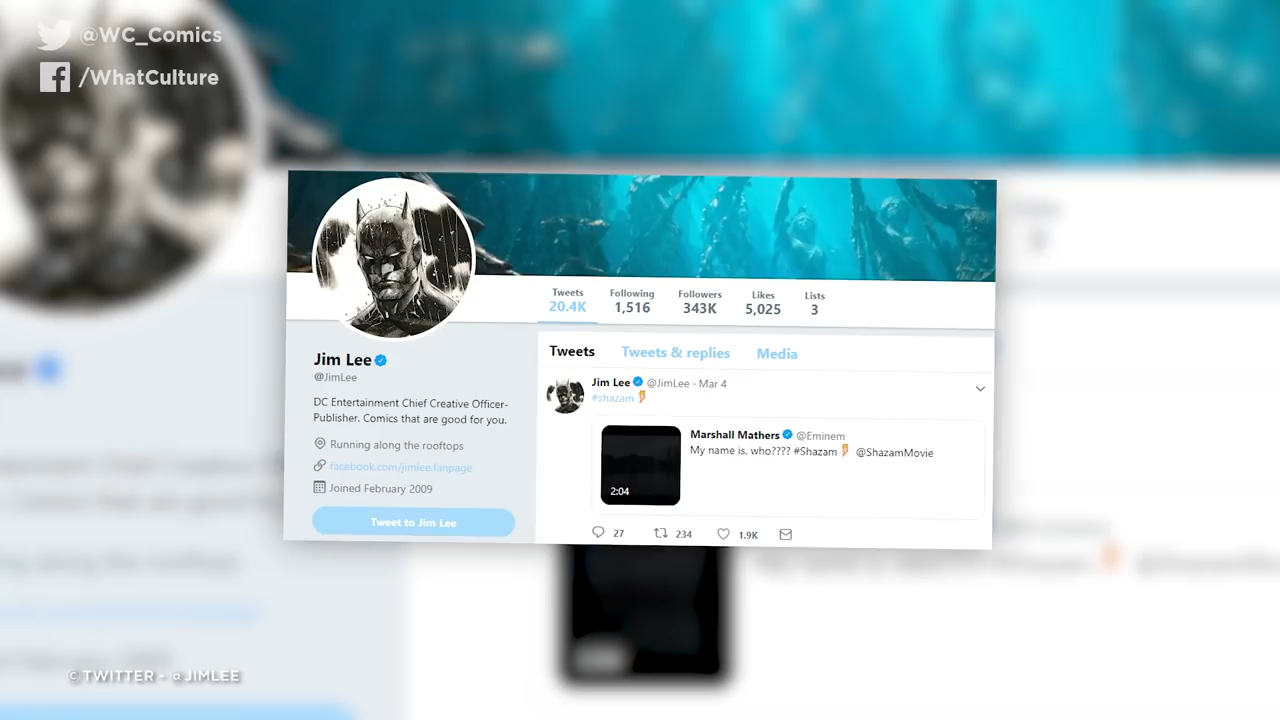 @WC_Comics
/WhatCulture
Tweets Following Followers Likes Lists
20.4K 1,516 343K 5,025 3
Jim Lee
@JimLee
DC Entertainment Chief Creative Officer-
Publisher. Comics that are good for you.
Running along the rooftops
facebook.com/jimlee.fanpage
Joined February 2009
Tweet to Jim Lee
Tweets Tweets & replies Media
Jim Lee @JimLee - Mar 4
#shazam
Marshall Mathers @Eminem
My name is, who???? #Shazam @ShazamMovie
2:04
27 234 1.9K
© TWITTER - @JIMLEE